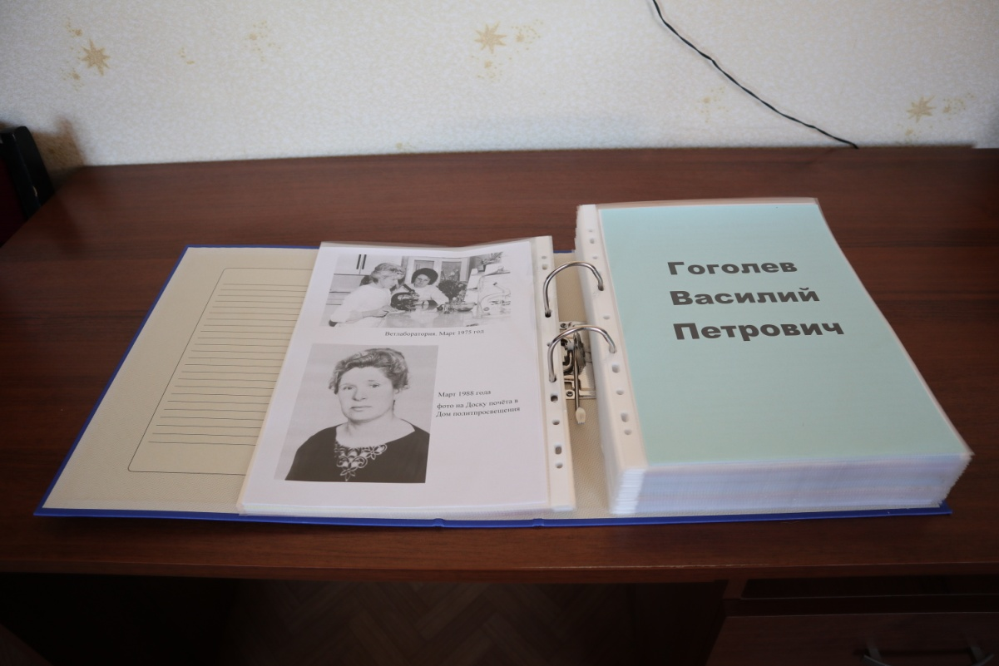 Ветлаборатория. Март 1975 год
Март 1988 года
фото на Доску почёта в
Дом политпросвещения
Гоголев
Василий
Петрович